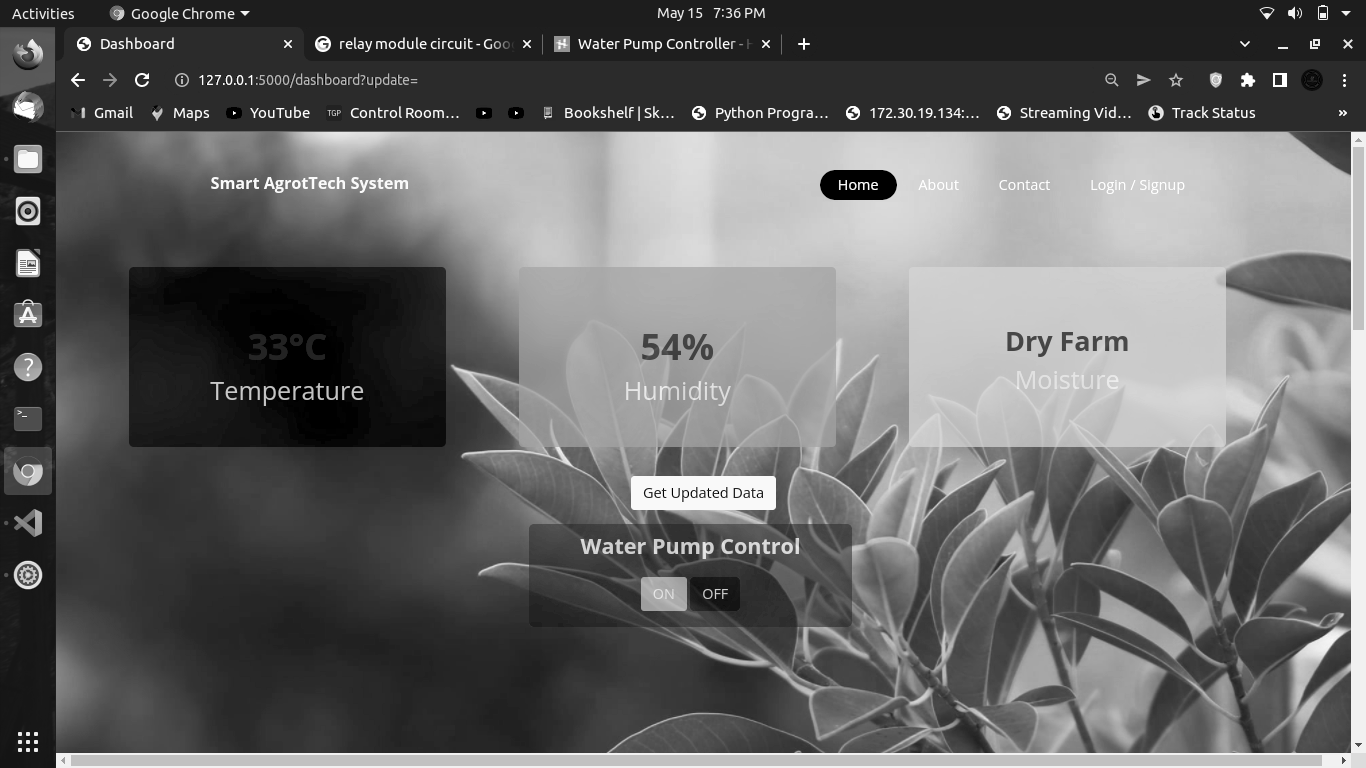 Activities Google Chrome May 15 7:36 PM
Dashboard relay module circuit - Goo Water Pump Controller - H
127.0.0.1:5000/dashboard?update=
Gmail Maps YouTube TGP Control Room… Bookshelf | Sk… Python Progra… 172.30.19.134:… Streaming Vid… Track Status »
Smart AgrotTech System Home About Contact Login / Signup
33°C 54% Dry Farm
Temperature Humidity Moisture
Get Updated Data
Water Pump Control
ON OFF